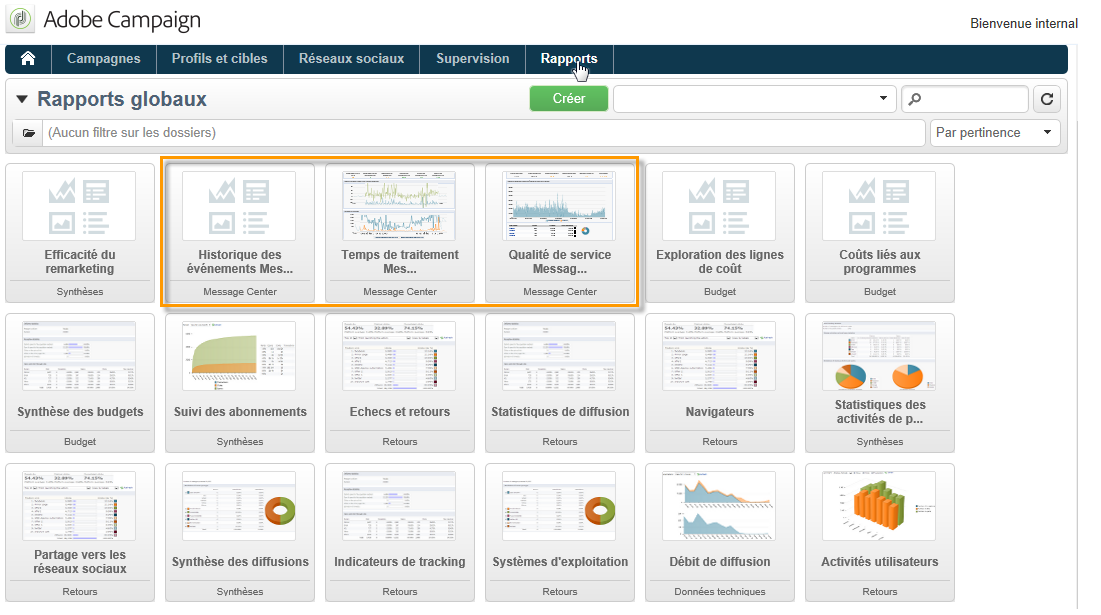 Adobe Campaign
Bienvenue internal
Campagnes
Profils et cibles
Réseaux sociaux
Supervision
Rapports
Rapports globaux
Créer
(Aucun filtre sur les dossiers)
Par pertinence
Efficacité du
remarketing
Synthèses
Historique des
événements Mes...
Message Center
Temps de traitement
Mes...
Message Center
Qualité de service
Messag...
Message Center
Exploration des lignes
de coût
Budget
Coûts liés aux
programmes
Budget
Synthèse des budgets
Budget
Suivi des abonnements
Synthèses
Echecs et retours
Retours
Statistiques de diffusion
Retours
Navigateurs
Retours
Statistiques des
activités de p...
Synthèses
Partage vers les
réseaux sociaux
Retours
Synthèse des diffusions
Synthèses
Indicateurs de tracking
Retours
Systèmes d'exploitation
Retours
Débit de diffusion
Données techniques
Activités utilisateurs
Retours